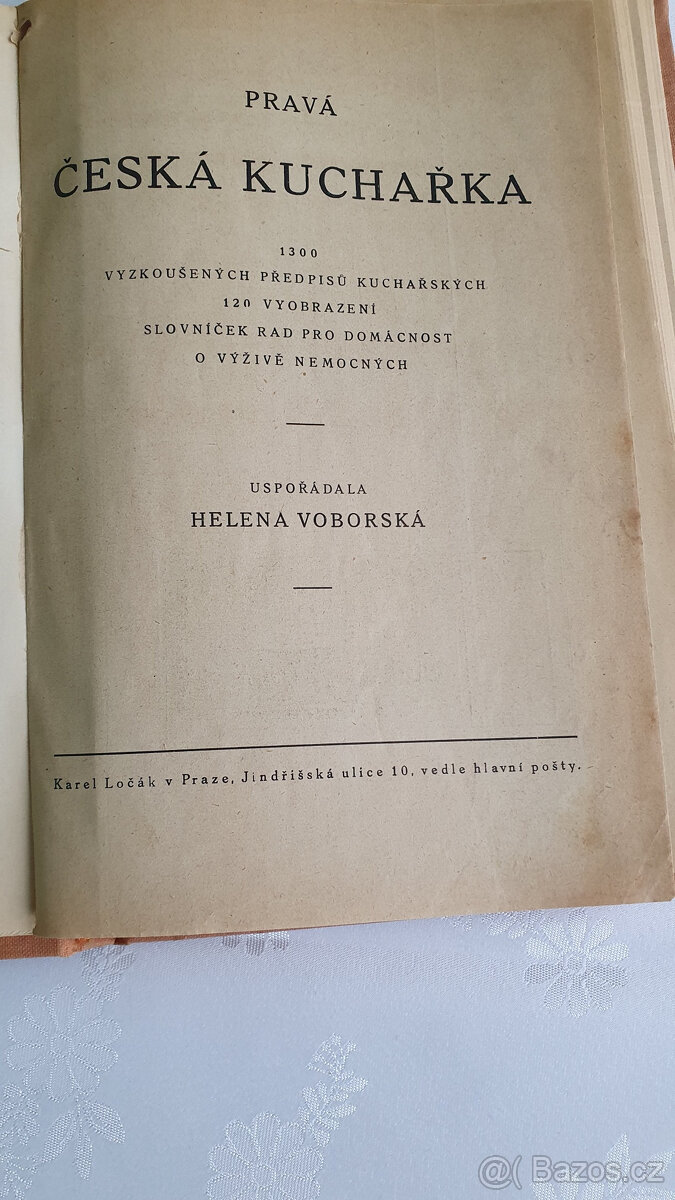 PRAVÁ
ČESKÁ KUCHAŘKA
1300
VYZKOUŠENÝCH PŘEDPISŮ KUCHAŘSKÝCH
120 VYOBRAZENÍ
SLOVNÍČEK RAD PRO DOMÁCNOST
O VÝŽIVĚ NEMOCNÝCH
USPOŘÁDALA
HELENA VOBORSKÁ
Karel Ločák v Praze, Jindřišská ulice 10, vedle hlavní pošty.
@( Bazos.cz